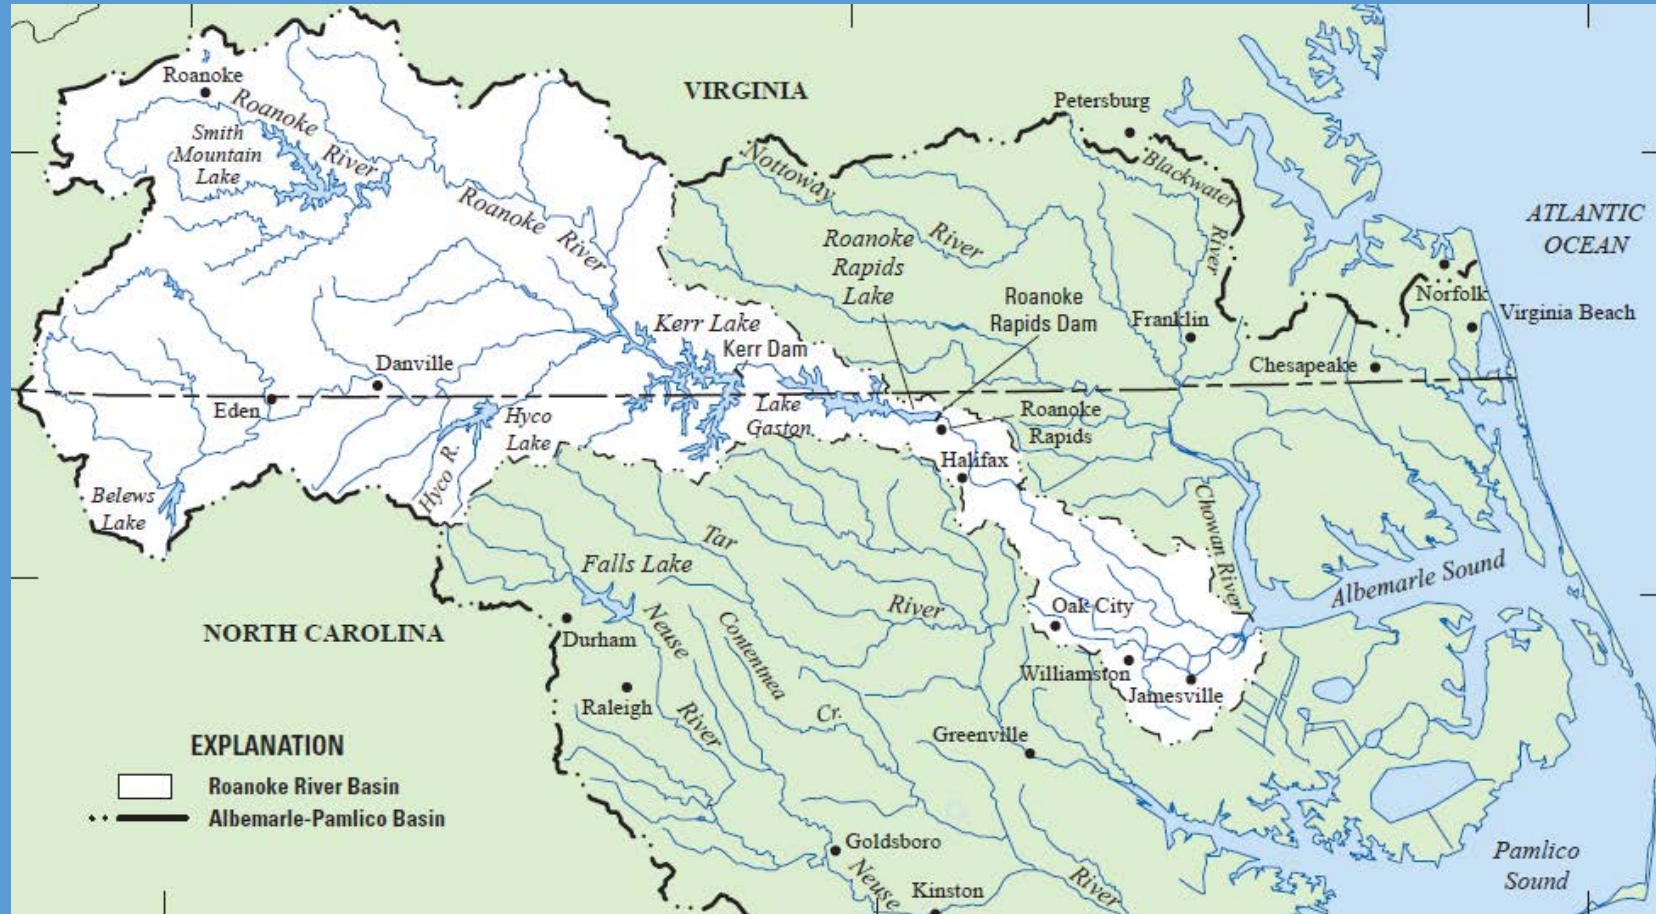 Roanoke
Roanoke
River
Smith
Mountain
Lake
VIRGINIA
Petersburg
Nottoway
River
Blackwater
River
Roanoke
River
ATLANTIC
OCEAN
Roanoke
Rapids
Lake
Roanoke
Rapids Dam
Norfolk
Virginia Beach
Franklin
Chesapeake
Kerr Lake
Kerr Dam
Danville
Eden
Hyco
Lake
Hyco R.
Lake
Gaston
Roanoke
Rapids
Halifax
Belews
Lake
Chowan River
Tar
River
Falls Lake
Albemarle Sound
Oak City
NORTH CAROLINA
Durham
Neuse
River
Contentnea
Cr.
Williamston
Jamesville
Raleigh
Greenville
EXPLANATION
Roanoke River Basin
Albemarle-Pamlico Basin
Goldsboro
Neuse
River
Kinston
Pamlico
Sound